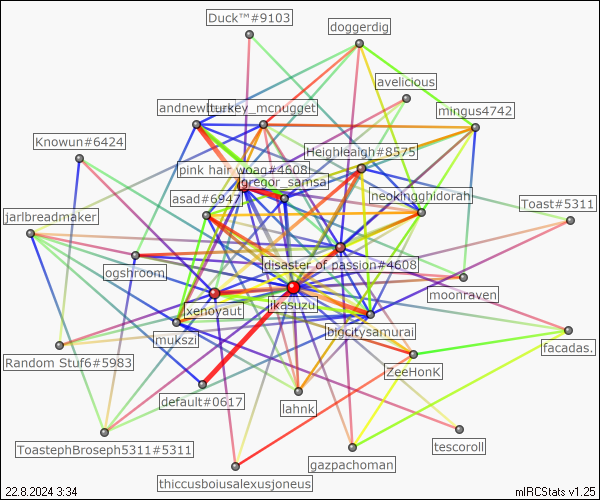 Duck™#9103
doggerdig
avelicious
mingus4742
turkey_mcnugget
Knowun#6424
Heighleaigh#8575
pink hair woag#4608
gregor_samsa
asad#6947
neokingghidorah
Toast#5311
jarlbreadmaker
disaster of passion#4608
ogshroom
moonraven
xenoyaut
jkasuzu
bigcitysamurai
mukszi
facadas.
Random Stuf6#5983
ZeeHonK
default#0617
lahnk
ToastephBroseph5311#5311
tescoroll
gazpachoman
thiccusboiusalexusjoneus
22.8.2024 3:34
mIRCStats v1.25